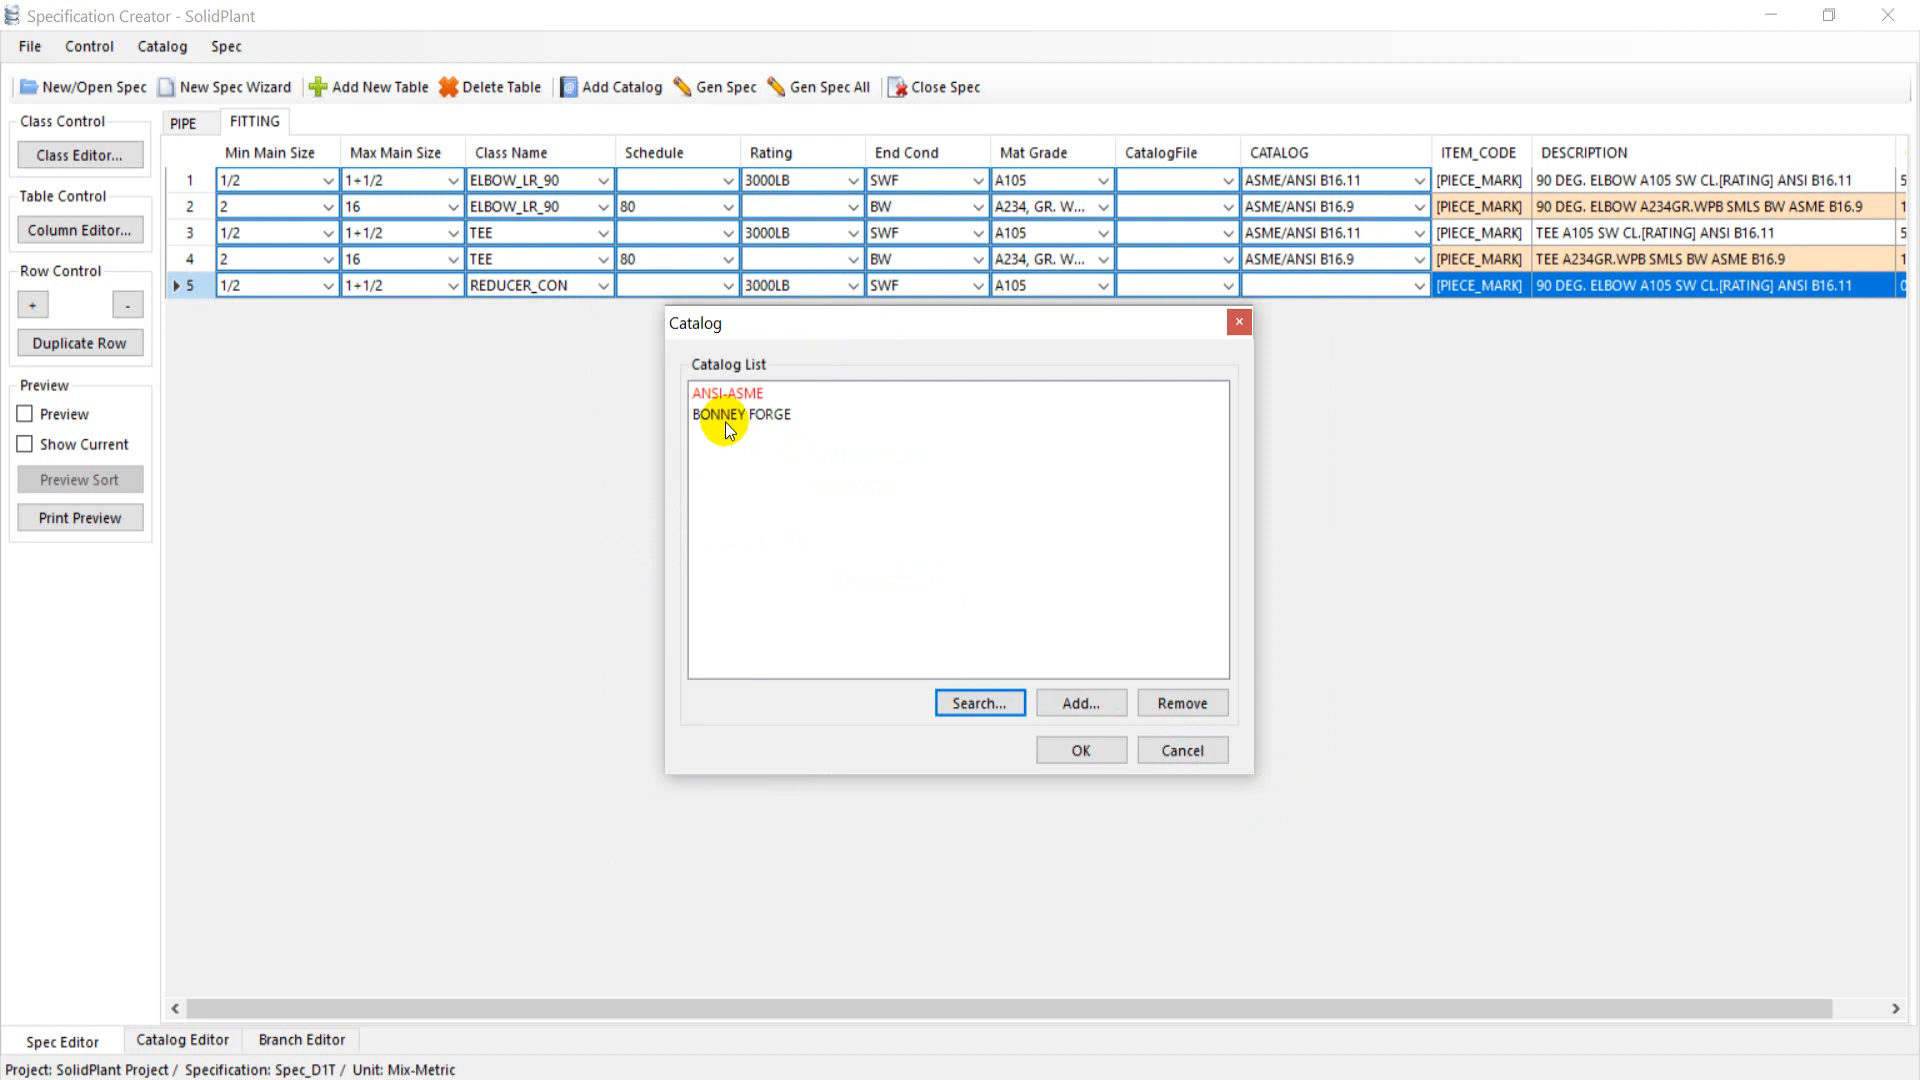 Specification Creator - SolidPlant
File Control Catalog Spec
New/Open Spec New Spec Wizard Add New Table Delete Table Add Catalog Gen Spec Gen Spec All Close Spec
Class Control
Class Editor...
Table Control
Column Editor...
Row Control
+ -
Duplicate Row
Preview
Preview
Show Current
Preview Sort
Print Preview
PIPE FITTING
Min Main Size Max Main Size Class Name Schedule Rating End Cond Mat Grade CatalogFile CATALOG ITEM_CODE DESCRIPTION
1 1/2 1+1/2 ELBOW_LR_90 3000LB SWF A105 ASME/ANSI B16.11 [PIECE_MARK] 90 DEG. ELBOW A105 SW CL.[RATING] ANSI B16.11
2 2 16 ELBOW_LR_90 80 BW A234, GR. W... ASME/ANSI B16.9 [PIECE_MARK] 90 DEG. ELBOW A234GR.WPB SMLS BW ASME B16.9
3 1/2 1+1/2 TEE 3000LB SWF A105 ASME/ANSI B16.11 [PIECE_MARK] TEE A105 SW CL.[RATING] ANSI B16.11
4 2 16 TEE 80 BW A234, GR. W... ASME/ANSI B16.9 [PIECE_MARK] TEE A234GR.WPB SMLS BW ASME B16.9
5 1/2 1+1/2 REDUCER_CON 3000LB SWF A105 [PIECE_MARK] 90 DEG. ELBOW A105 SW CL.[RATING] ANSI B16.11
Catalog
Catalog List
ANSI-ASME
BONNEY FORGE
Search... Add... Remove
OK Cancel
Spec Editor Catalog Editor Branch Editor
Project: SolidPlant Project / Specification: Spec_D1T / Unit: Mix-Metric